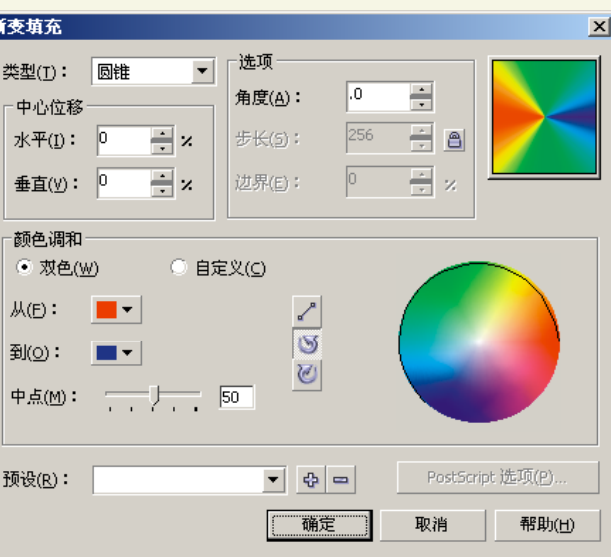 渐变填充
类型(T)： 圆锥
选项
角度(A)： .0
中心位移
水平(I)： 0 %
步长(S)： 256
垂直(V)： 0 %
边界(E)： 0 %
颜色调和
双色(W) 自定义(C)
从(F)：
到(O)：
中点(M)： 50
预设(R)：
PostScript 选项(P)...
确定 取消 帮助(H)